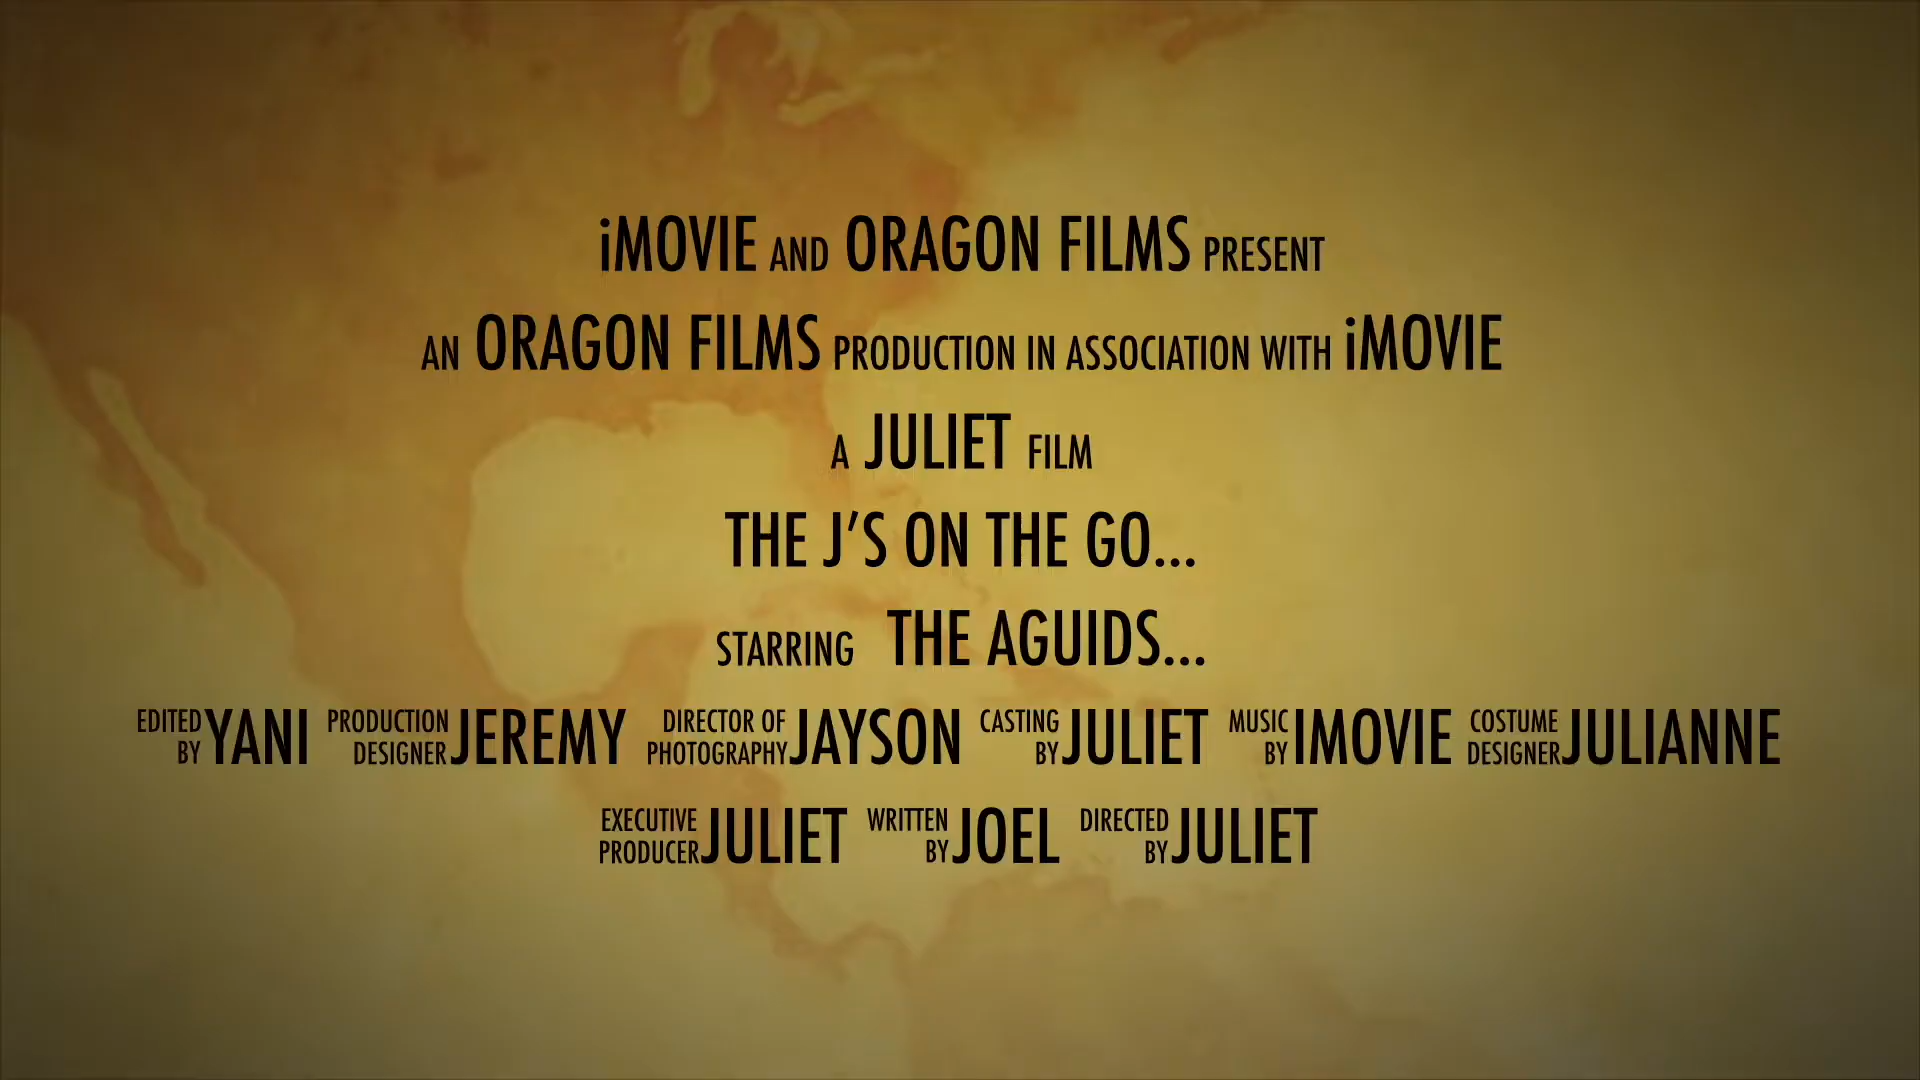 iMOVIE AND ORAGON FILMS PRESENT
AN ORAGON FILMS PRODUCTION IN ASSOCIATION WITH iMOVIE
A JULIET FILM
THE J'S ON THE GO...
STARRING THE AGUIDS...
EDITED BY YANI PRODUCTION DESIGNER JEREMY DIRECTOR OF PHOTOGRAPHY JAYSON CASTING BY JULIET MUSIC BY IMOVIE COSTUME DESIGNER JULIANNE
EXECUTIVE PRODUCER JULIET WRITTEN BY JOEL DIRECTED BY JULIET